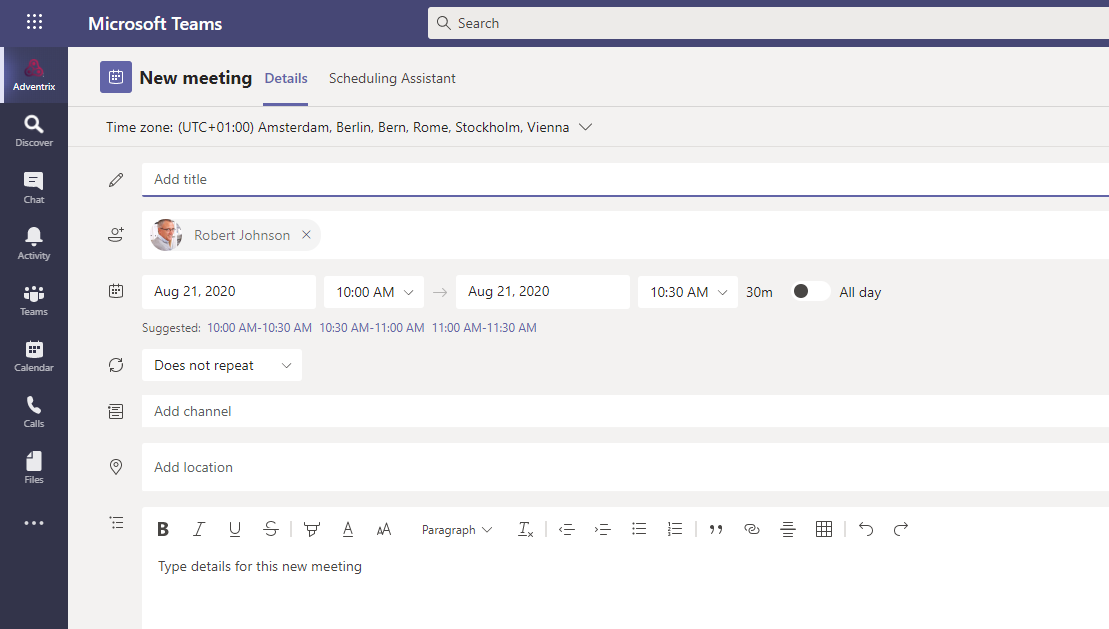 Microsoft Teams
Search
Adventrix
Discover
Chat
Activity
Teams
Calendar
Calls
Files
New meeting Details Scheduling Assistant
Time zone: (UTC+01:00) Amsterdam, Berlin, Bern, Rome, Stockholm, Vienna
Add title
Robert Johnson
Aug 21, 2020 10:00 AM → Aug 21, 2020 10:30 AM 30m All day
Suggested: 10:00 AM-10:30 AM 10:30 AM-11:00 AM 11:00 AM-11:30 AM
Does not repeat
Add channel
Add location
B I U S A AA Paragraph
Type details for this new meeting